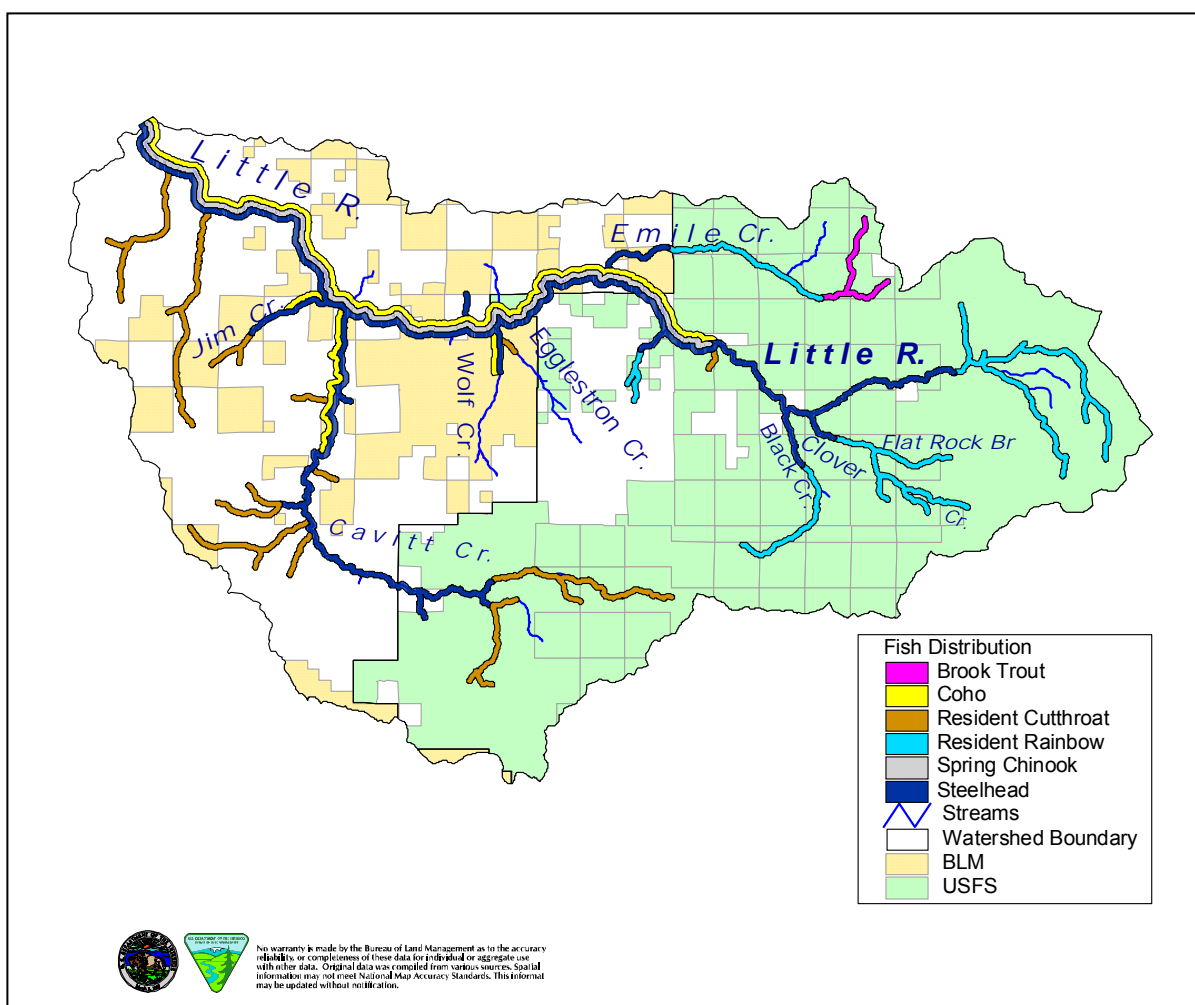 Little R.
Emile Cr.
Jim Cr.
Wolf Cr.
Egglestron Cr.
Little R.
Black Cr.
Clover
Flat Rock Br
Cr.
Cavitt Cr.
Fish Distribution
Brook Trout
Coho
Resident Cutthroat
Resident Rainbow
Spring Chinook
Steelhead
Streams
Watershed Boundary
BLM
USFS
No warranty is made by the Bureau of Land Management as to the accuracy
reliability, or completeness of these data for individual or aggregate use
with other data. Original data was compiled from various sources. Spatial
information may not meet National Map Accuracy Standards. This informat
may be updated without notification.